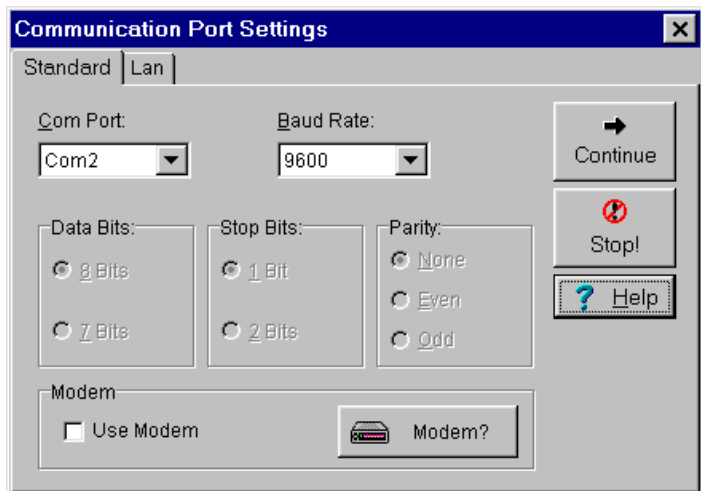 Communication Port Settings
Standard Lan
Com Port: Baud Rate:
Com2 9600
Continue
Stop!
Help
Data Bits:
8 Bits
7 Bits
Stop Bits:
1 Bit
2 Bits
Parity:
None
Even
Odd
Modem
Use Modem
Modem?